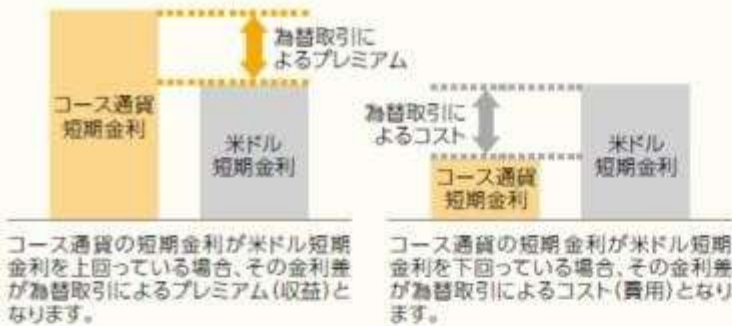 為替取引に
よるプレミアム
コース通貨
短期金利
米ドル
短期金利
コース通貨の短期金利が米ドル短期
金利を上回っている場合、その金利差
が為替取引によるプレミアム(収益)と
なります。
為替取引に
よるコスト
コース通貨
短期金利
米ドル
短期金利
コース通貨の短期金利が米ドル短期
金利を下回っている場合、その金利差
が為替取引によるコスト(費用)となり
ます。